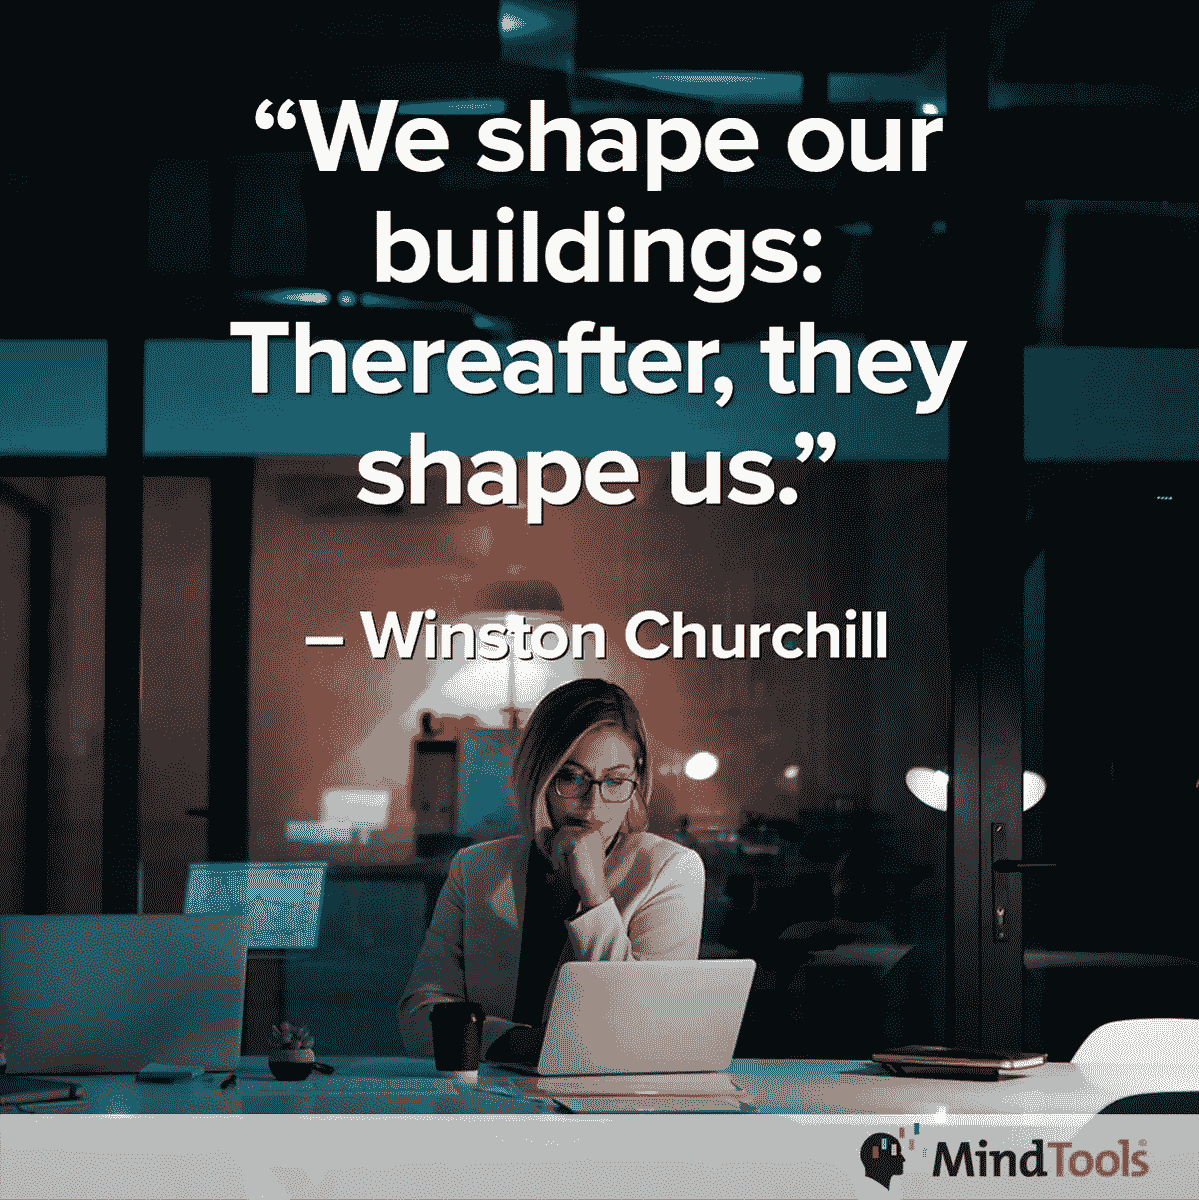 “We shape our
buildings:
Thereafter, they
shape us.”
– Winston Churchill
MindTools